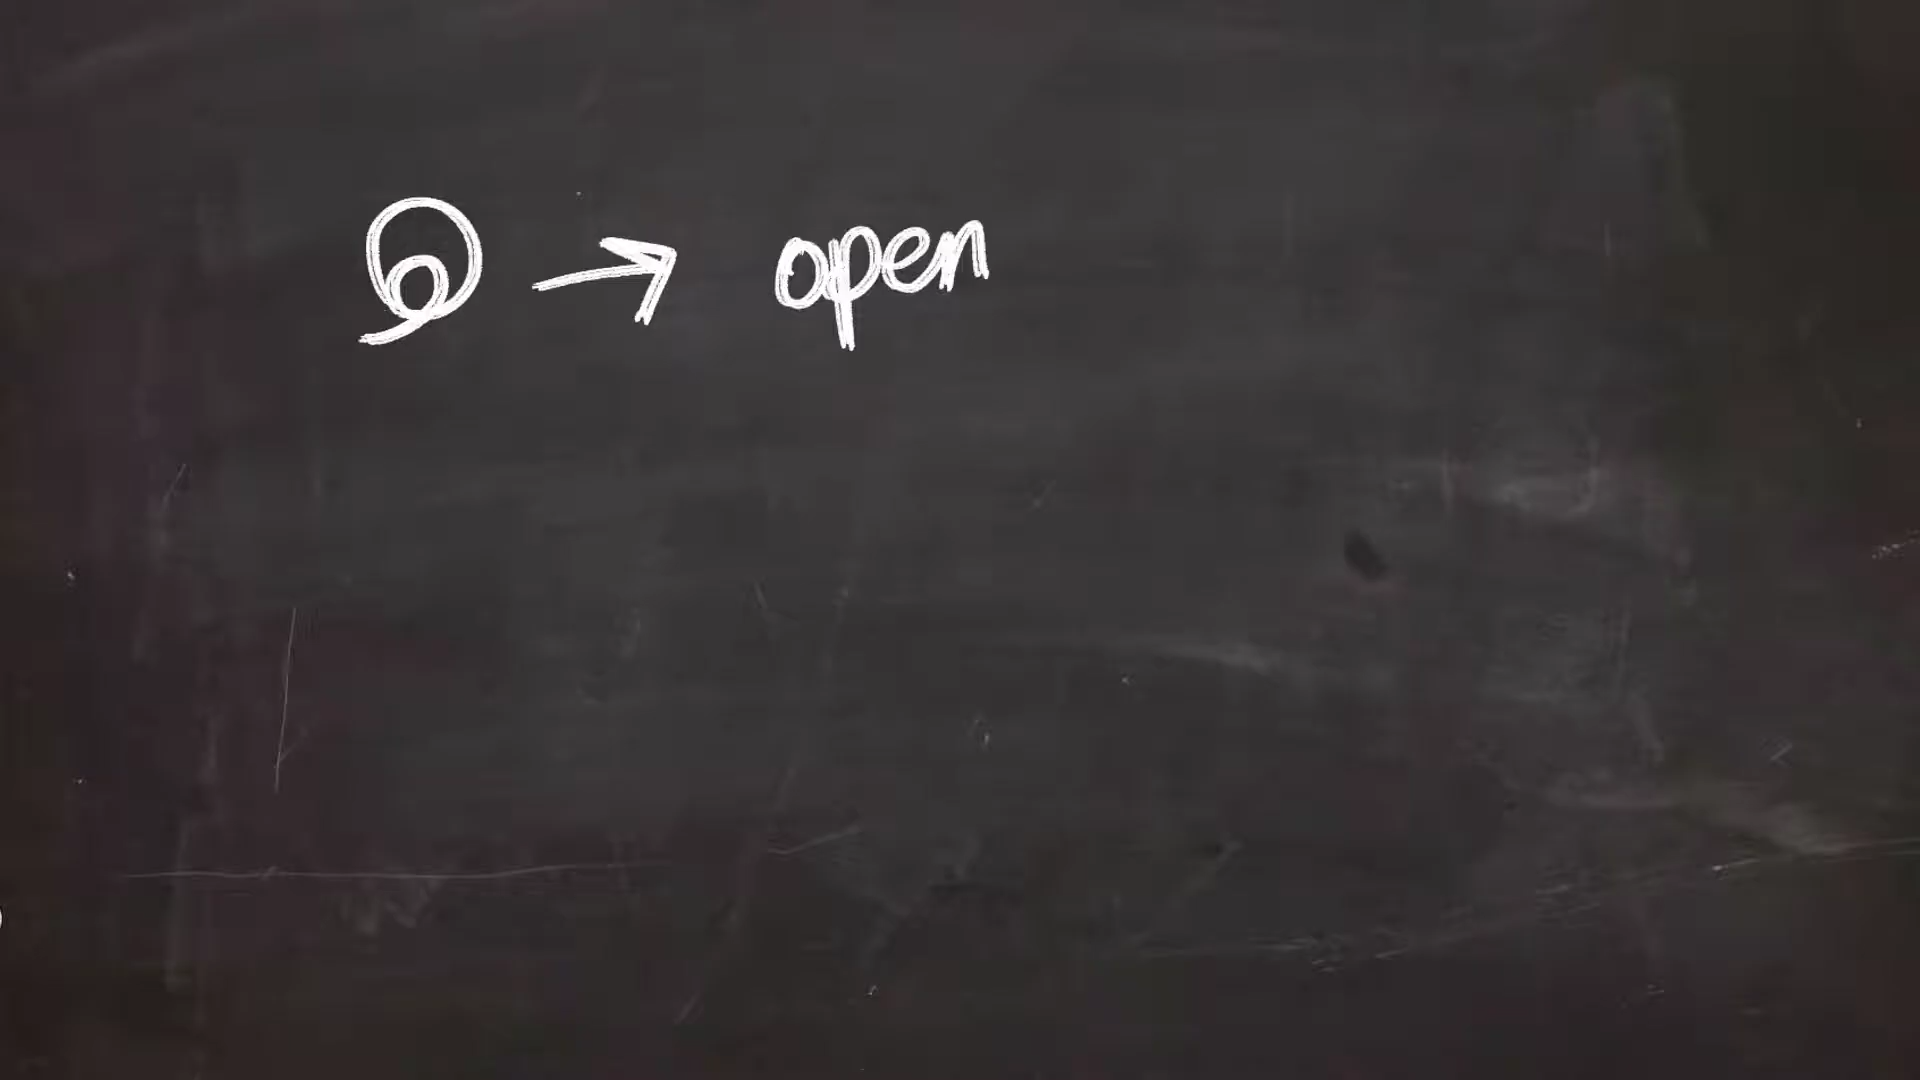 → open